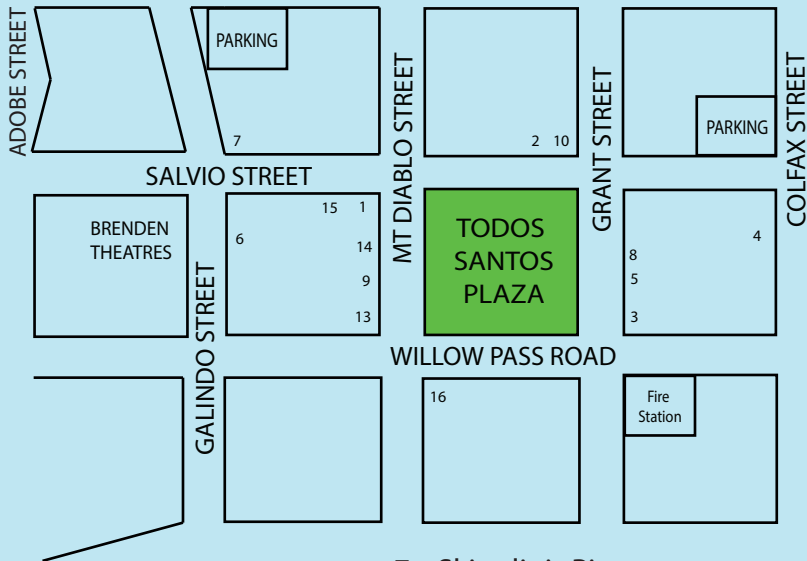 ADOBE STREET
PARKING
7
MT DIABLO STREET
2 10
GRANT STREET
PARKING
COLFAX STREET
SALVIO STREET
BRENDEN
THEATRES
GALINDO STREET
15 1
6
14
9
13
TODOS
SANTOS
PLAZA
4
8
5
3
WILLOW PASS ROAD
16
Fire
Station